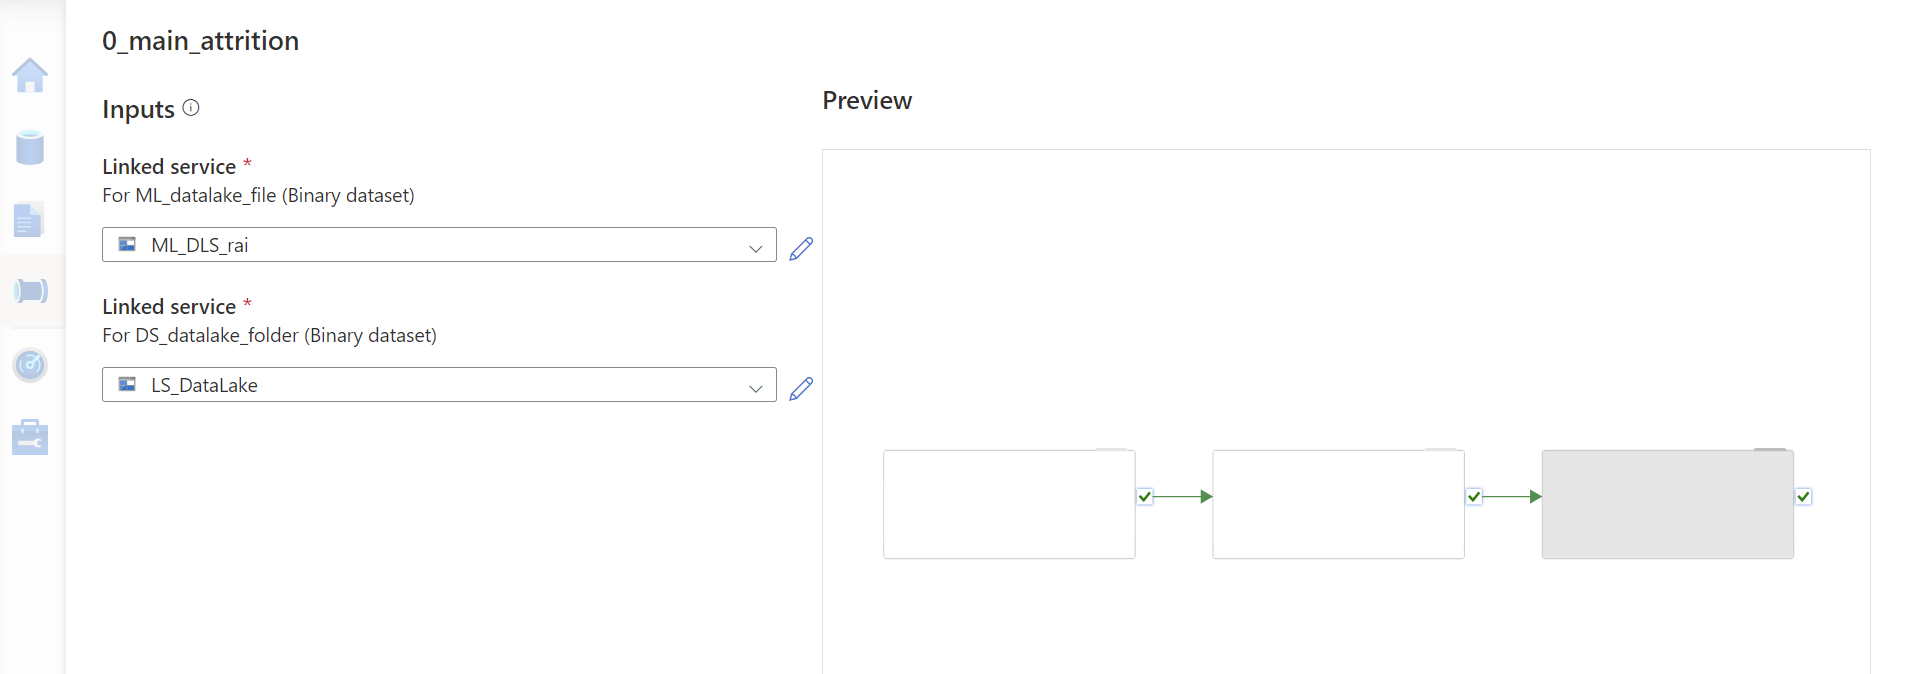 0_main_attrition
Inputs
Linked service *
For ML_datalake_file (Binary dataset)
ML_DLS_rai
Linked service *
For DS_datalake_folder (Binary dataset)
LS_DataLake
Preview